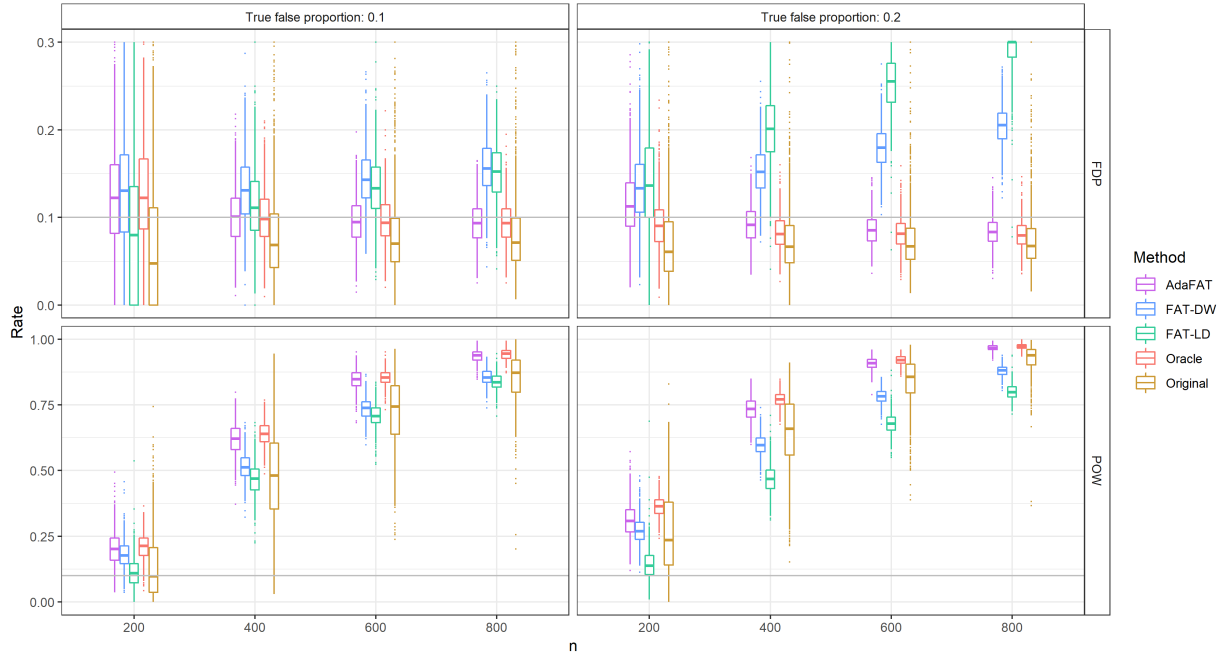 True false proportion: 0.1
True false proportion: 0.2
0.3
0.2
0.1
0.0
FDP
Rate
1.00
0.75
0.50
0.25
0.00
POW
200
400
600
800
200
400
600
800
n
Method
AdaFAT
FAT-DW
FAT-LD
Oracle
Original